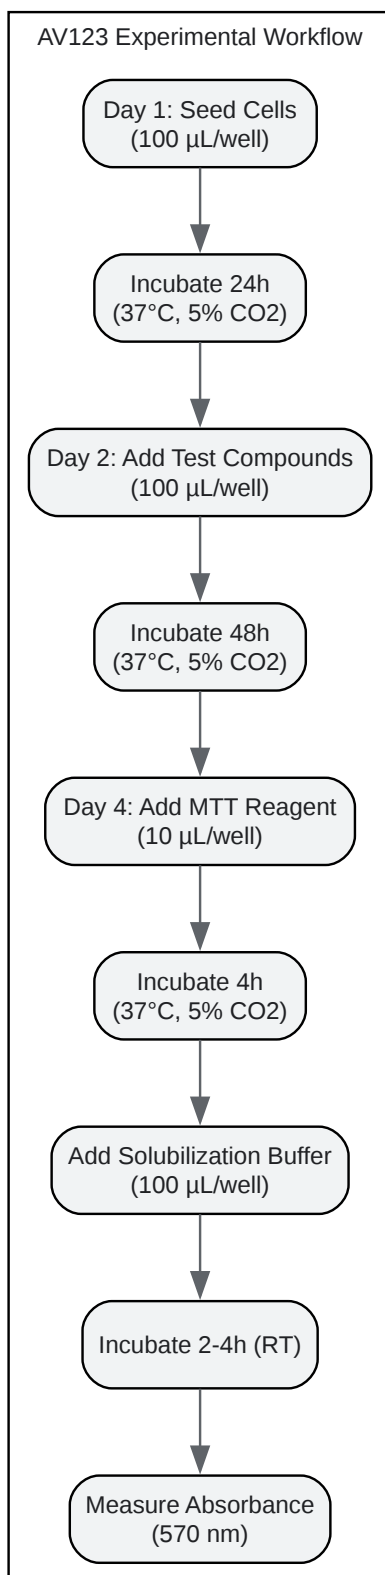 AV123 Experimental Workflow
Day 1: Seed Cells
(100 µL/well)
Incubate 24h
(37°C, 5% CO2)
Day 2: Add Test Compounds
(100 µL/well)
Incubate 48h
(37°C, 5% CO2)
Day 4: Add MTT Reagent
(10 µL/well)
Incubate 4h
(37°C, 5% CO2)
Add Solubilization Buffer
(100 µL/well)
Incubate 2-4h (RT)
Measure Absorbance
(570 nm)